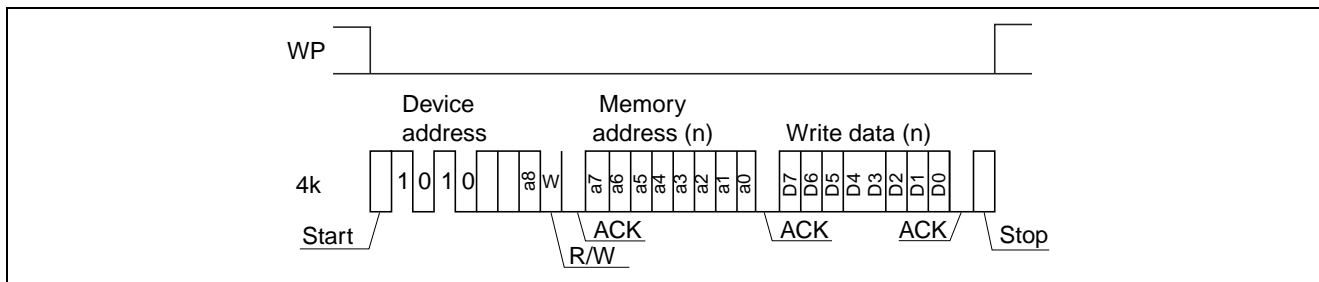 WP
Device address
Memory address (n)
Write data (n)
4k
1 0 1 0 a8 W a7 a6 a5 a4 a3 a2 a1 a0 D7 D6 D5 D4 D3 D2 D1 D0
Start
ACK
ACK
ACK
Stop
R/W